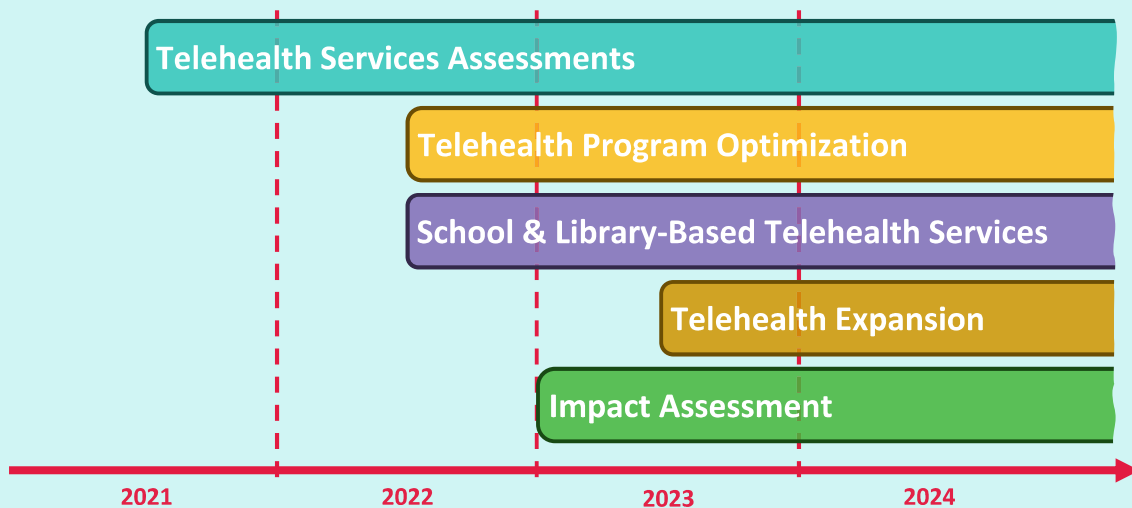 Telehealth Services Assessments
Telehealth Program Optimization
School & Library-Based Telehealth Services
Telehealth Expansion
Impact Assessment
2021 2022 2023 2024